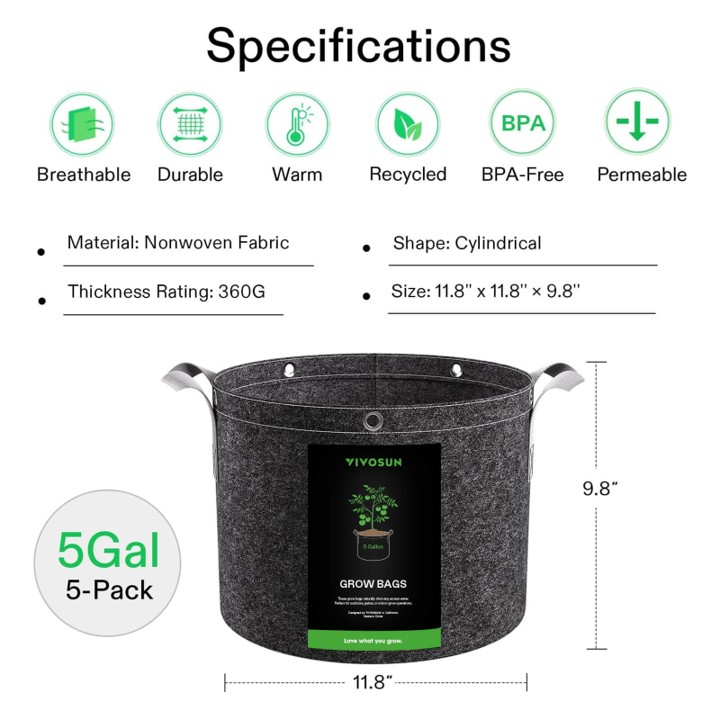 Specifications
Breathable
Durable
Warm
Recycled
BPA
BPA-Free
Permeable
Material: Nonwoven Fabric
Shape: Cylindrical
Thickness Rating: 360G
Size: 11.8'' x 11.8'' × 9.8''
VIVOSUN
5 Gallon
GROW BAGS
Love what you grow.
5Gal
5-Pack
9.8″
11.8″